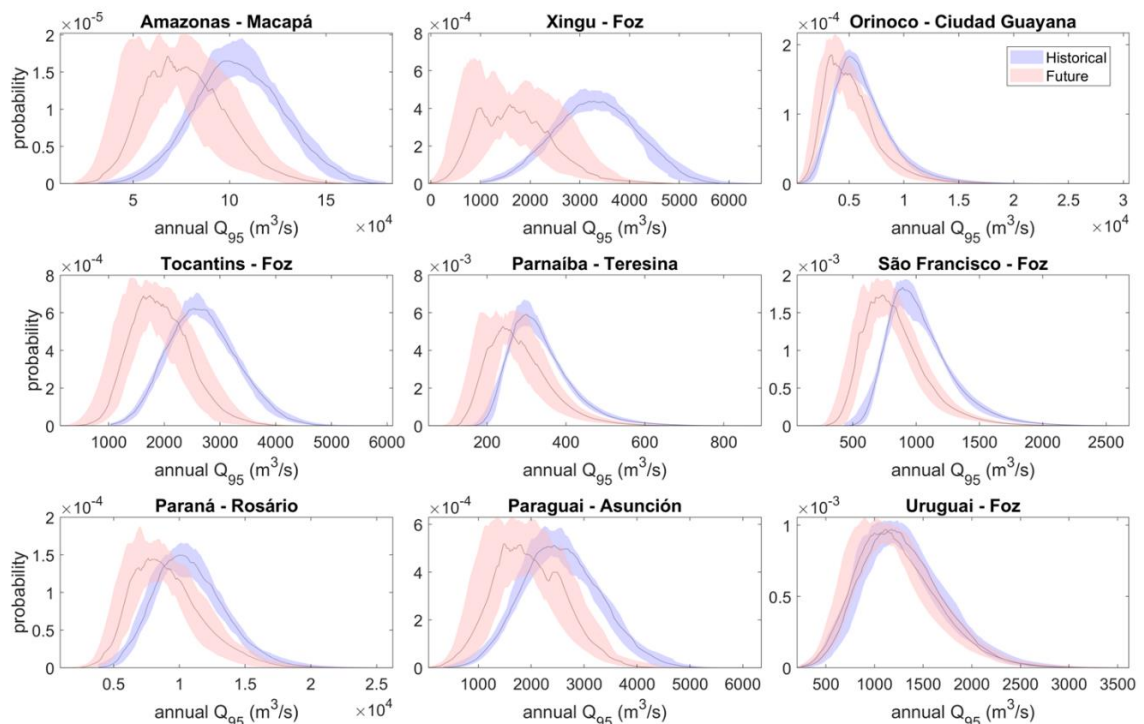 Amazonas - Macapá
×10⁻⁵
2
1.5
1
0.5
0
probability
5 10 15
×10⁴
annual Q₉₅ (m³/s)
Xingu - Foz
×10⁻⁴
8
6
4
2
0
0 1000 2000 3000 4000 5000 6000
annual Q₉₅ (m³/s)
Orinoco - Ciudad Guayana
×10⁻⁴
2
1
0
Historical
Future
0.5 1 1.5 2 2.5 3
×10⁴
annual Q₉₅ (m³/s)
Tocantins - Foz
×10⁻⁴
8
6
4
2
0
probability
1000 2000 3000 4000 5000 6000
annual Q₉₅ (m³/s)
Parnaíba - Teresina
×10⁻³
8
6
4
2
0
200 400 600 800
annual Q₉₅ (m³/s)
São Francisco - Foz
×10⁻³
2
1.5
1
0.5
0
500 1000 1500 2000 2500
annual Q₉₅ (m³/s)
Paraná - Rosário
×10⁻⁴
2
1.5
1
0.5
0
probability
0.5 1 1.5 2 2.5
×10⁴
annual Q₉₅ (m³/s)
Paraguai - Asunción
×10⁻⁴
6
4
2
0
1000 2000 3000 4000 5000 6000
annual Q₉₅ (m³/s)
Uruguai - Foz
×10⁻³
1
0.5
0
500 1000 1500 2000 2500 3000 3500
annual Q₉₅ (m³/s)